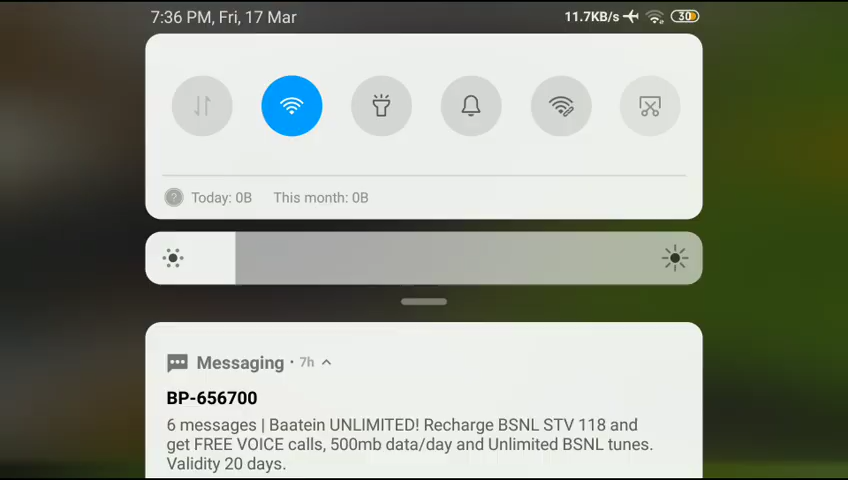 7:36 PM, Fri, 17 Mar 11.7KB/s 30
Today: 0B This month: 0B
Messaging · 7h
BP-656700
6 messages | Baatein UNLIMITED! Recharge BSNL STV 118 and
get FREE VOICE calls, 500mb data/day and Unlimited BSNL tunes.
Validity 20 days.